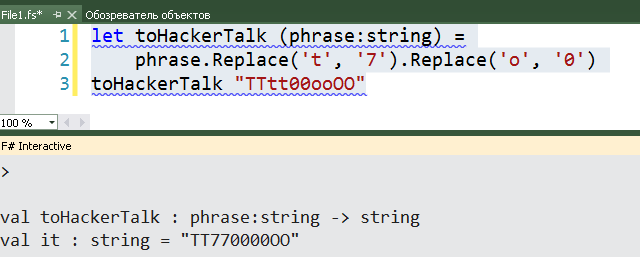 File1.fs* Обозреватель объектов
1 let toHackerTalk (phrase:string) =
2 phrase.Replace('t', '7').Replace('o', '0')
3 toHackerTalk "TTtt00ooOO"
100 %
F# Interactive
>
val toHackerTalk : phrase:string -> string
val it : string = "TT770000OO"